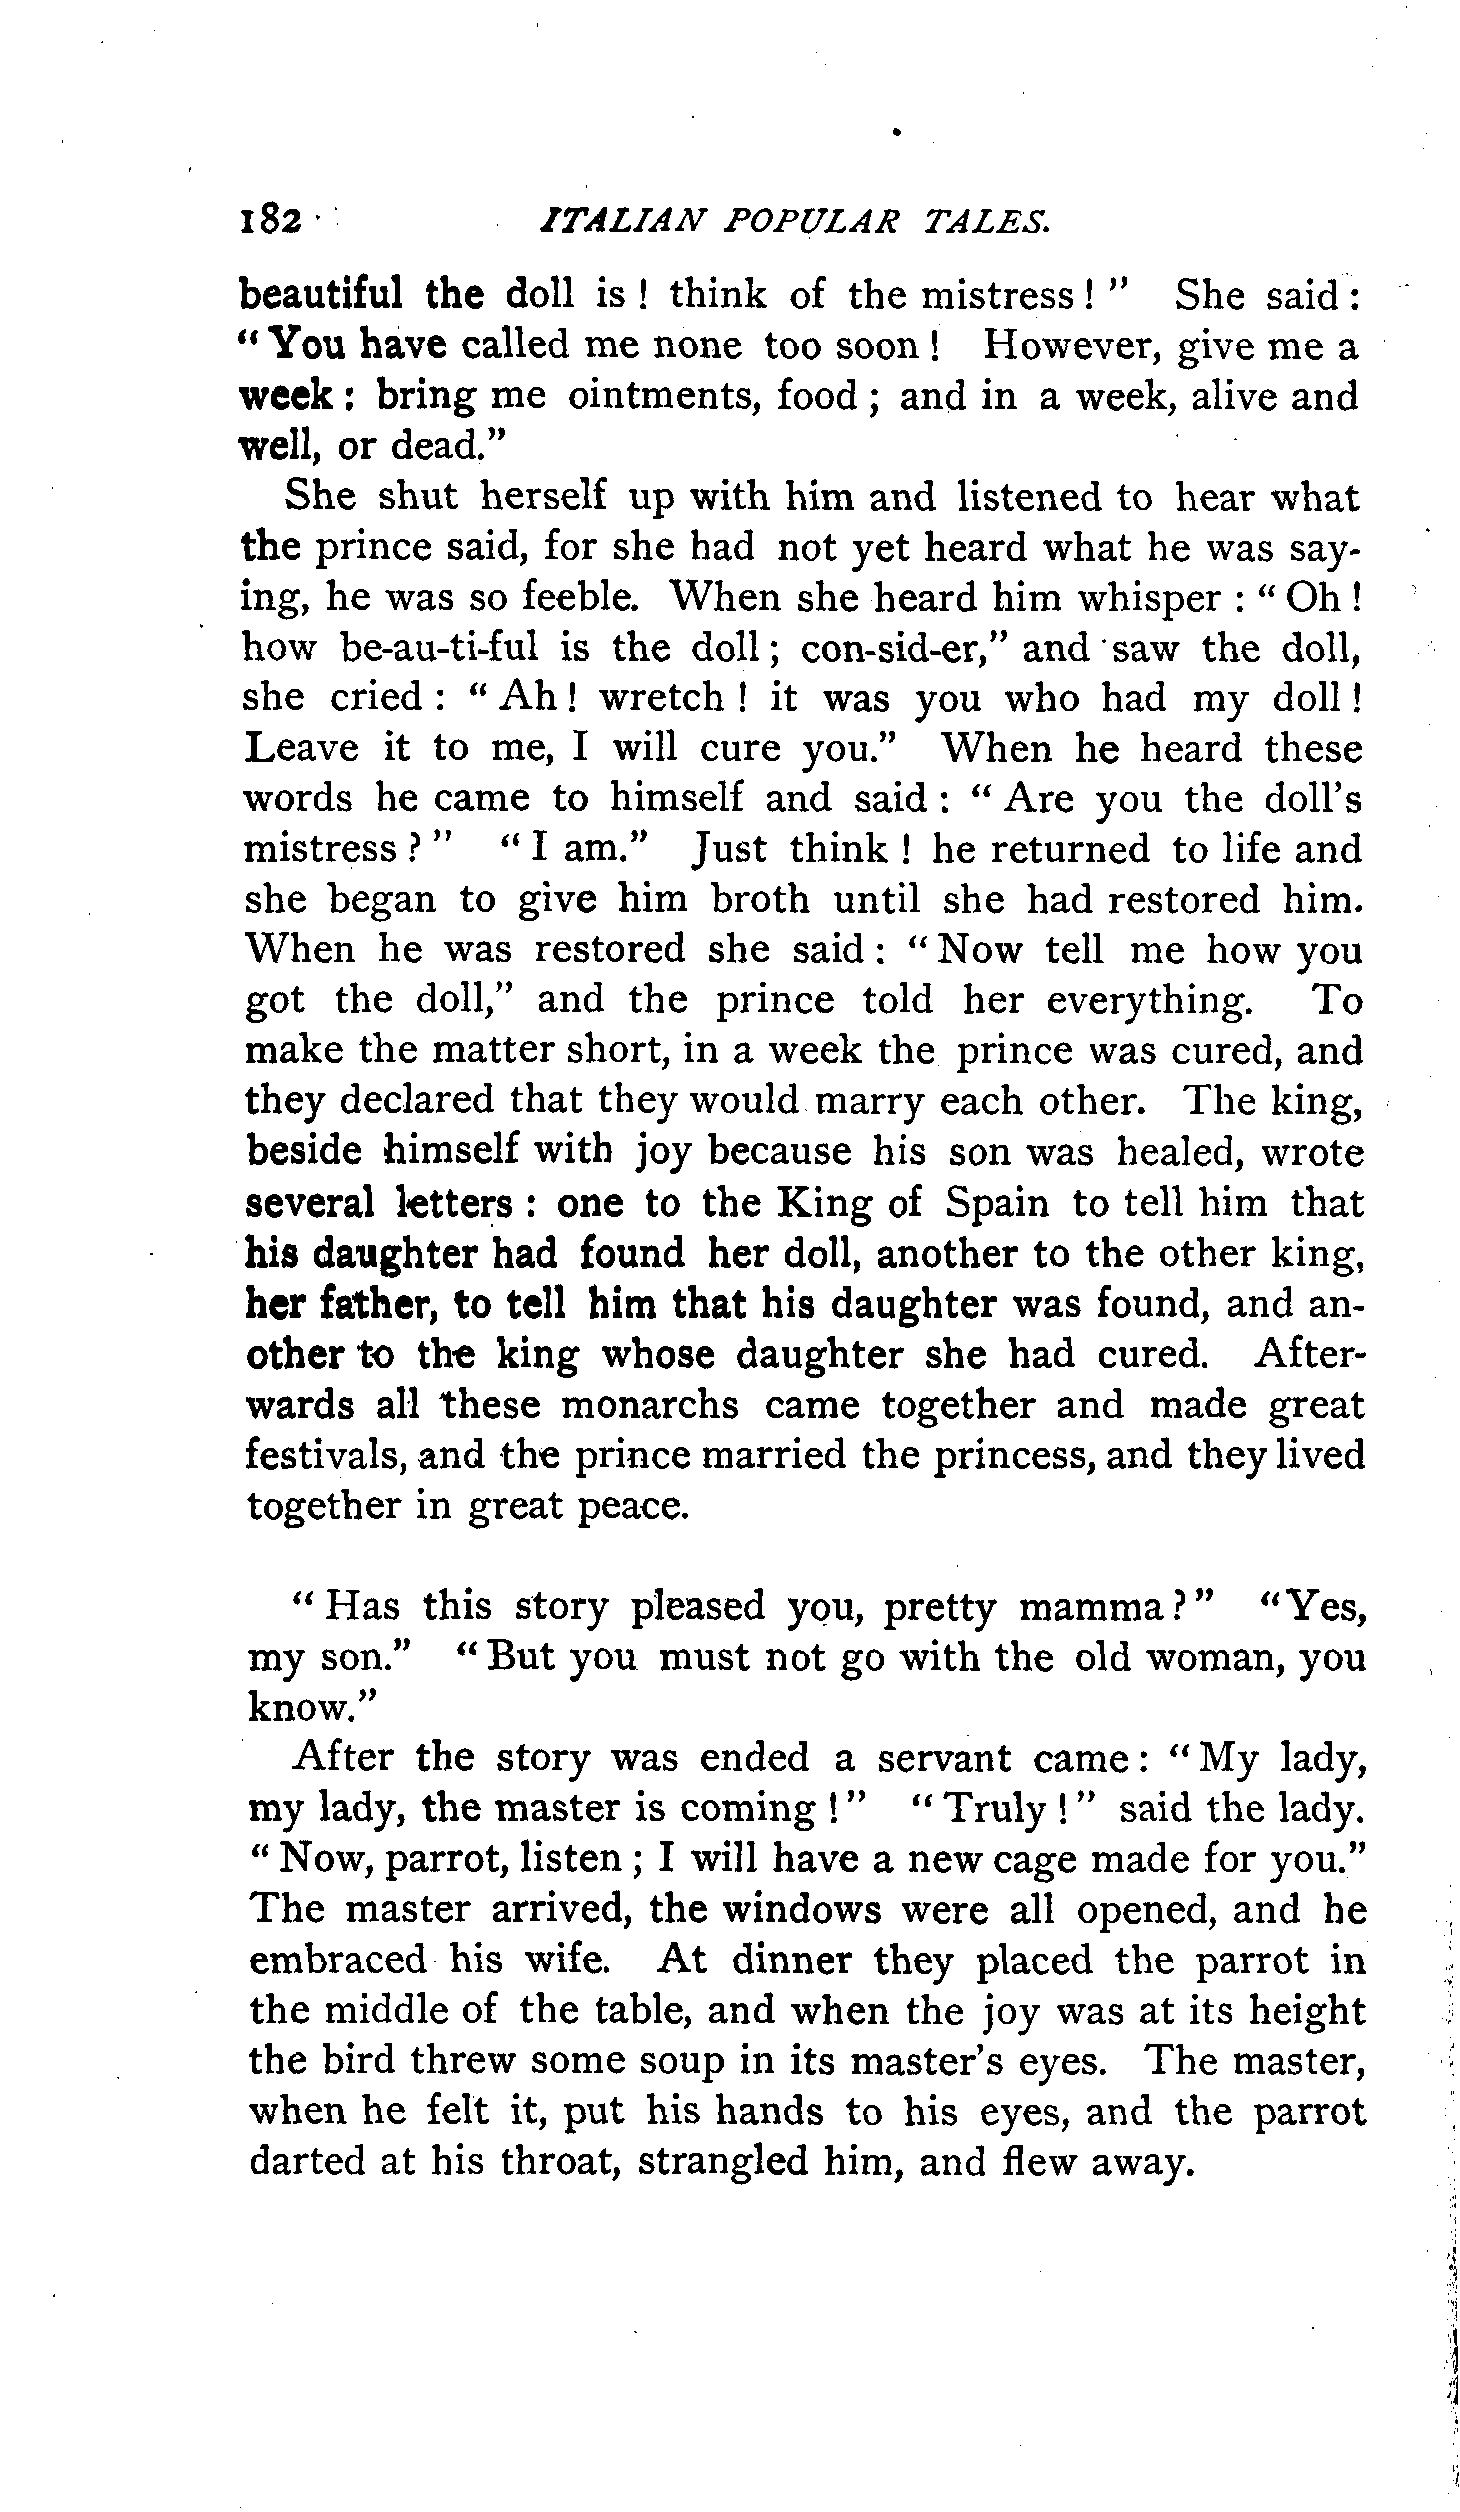 182 ITALIAN POPULAR TALES.
beautiful the doll is ! think of the mistress ! " She said :
" You have called me none too soon ! However, give me a
week : bring me ointments, food ; and in a week, alive and
well, or dead."
She shut herself up with him and listened to hear what
the prince said, for she had not yet heard what he was say-
ing, he was so feeble. When she heard him whisper : " Oh !
how be-au-ti-ful is the doll ; con-sid-er," and saw the doll,
she cried : " Ah ! wretch ! it was you who had my doll !
Leave it to me, I will cure you." When he heard these
words he came to himself and said : " Are you the doll's
mistress ? " " I am." Just think ! he returned to life and
she began to give him broth until she had restored him.
When he was restored she said : " Now tell me how you
got the doll," and the prince told her everything. To
make the matter short, in a week the prince was cured, and
they declared that they would marry each other. The king,
beside himself with joy because his son was healed, wrote
several letters : one to the King of Spain to tell him that
his daughter had found her doll, another to the other king,
her father, to tell him that his daughter was found, and an-
other to the king whose daughter she had cured. After-
wards all these monarchs came together and made great
festivals, and the prince married the princess, and they lived
together in great peace.
" Has this story pleased you, pretty mamma ? " " Yes,
my son." " But you must not go with the old woman, you
know."
After the story was ended a servant came : " My lady,
my lady, the master is coming ! " " Truly ! " said the lady.
" Now, parrot, listen ; I will have a new cage made for you."
The master arrived, the windows were all opened, and he
embraced his wife. At dinner they placed the parrot in
the middle of the table, and when the joy was at its height
the bird threw some soup in its master's eyes. The master,
when he felt it, put his hands to his eyes, and the parrot
darted at his throat, strangled him, and flew away.